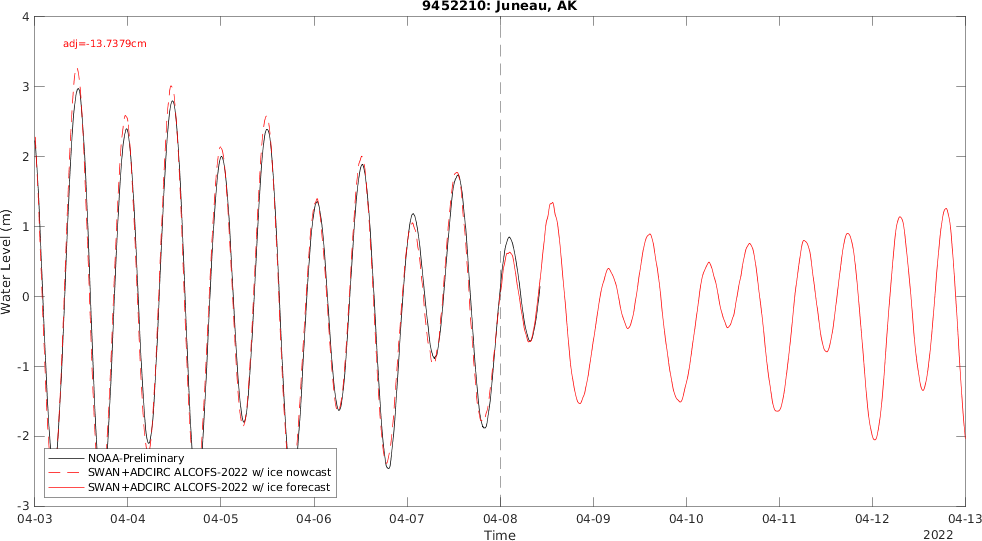 9452210: Juneau, AK
adj=-13.7379cm
Water Level (m)
4
3
2
1
0
-1
-2
-3
NOAA-Preliminary
SWAN+ADCIRC ALCOFS-2022 w/ ice nowcast
SWAN+ADCIRC ALCOFS-2022 w/ ice forecast
04-03 04-04 04-05 04-06 04-07 04-08 04-09 04-10 04-11 04-12 04-13
Time
2022